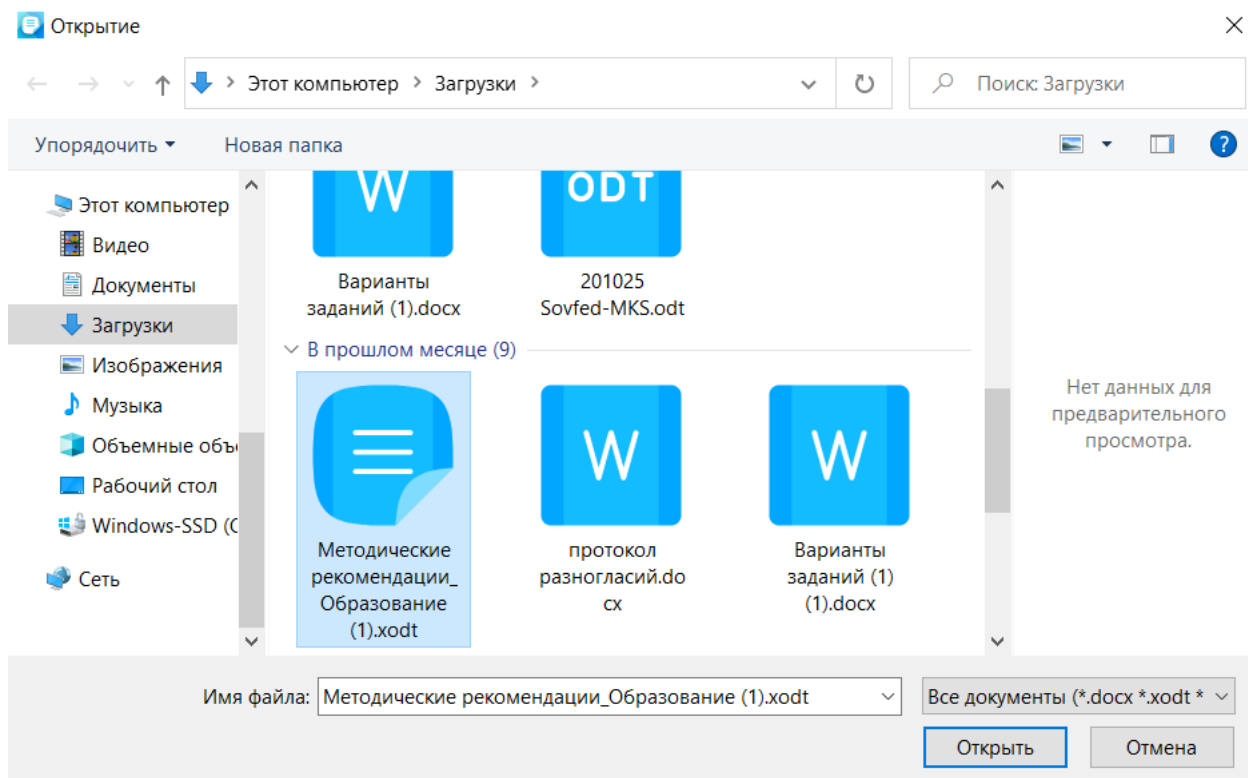 Открытие
Этот компьютер > Загрузки >
Поиск: Загрузки
Упорядочить
Новая папка
?
Этот компьютер
Видео
Документы
Загрузки
Изображения
Музыка
Объемные объ
Рабочий стол
Windows-SSD (C
Сеть
W
ODT
Варианты
заданий (1).docx
201025
Sovfed-MKS.odt
В прошлом месяце (9)
W
W
Методические
рекомендации_
Образование
(1).xodt
протокол
разногласий.do
cx
Варианты
заданий (1)
(1).docx
Нет данных для
предварительного
просмотра.
Имя файла: Методические рекомендации_Образование (1).xodt
Все документы (*.docx *.xodt *
Открыть
Отмена